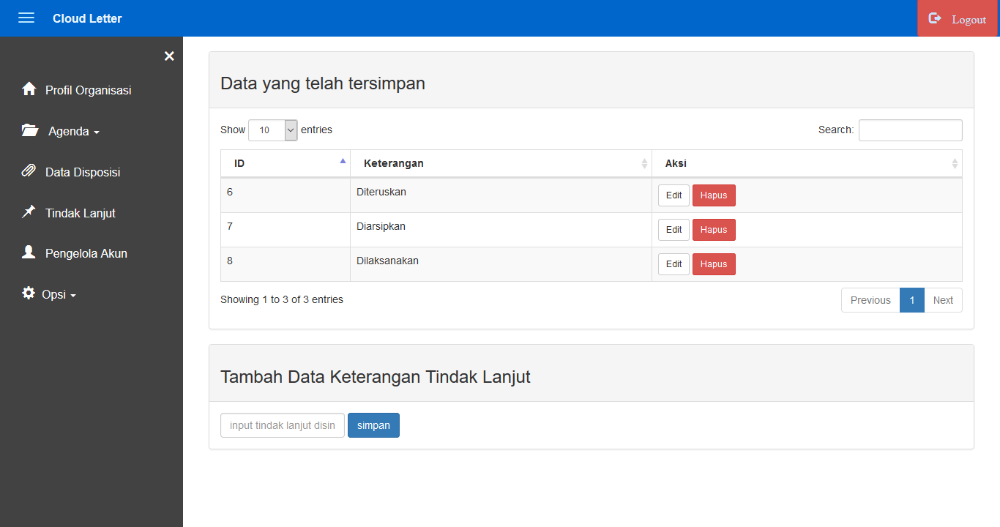 Cloud Letter
Logout
Profil Organisasi
Agenda
Data Disposisi
Tindak Lanjut
Pengelola Akun
Opsi
Data yang telah tersimpan
Show 10 entries Search:
ID Keterangan Aksi
6 Diteruskan Edit Hapus
7 Diarsipkan Edit Hapus
8 Dilaksanakan Edit Hapus
Showing 1 to 3 of 3 entries Previous 1 Next
Tambah Data Keterangan Tindak Lanjut
input tindak lanjut disin simpan